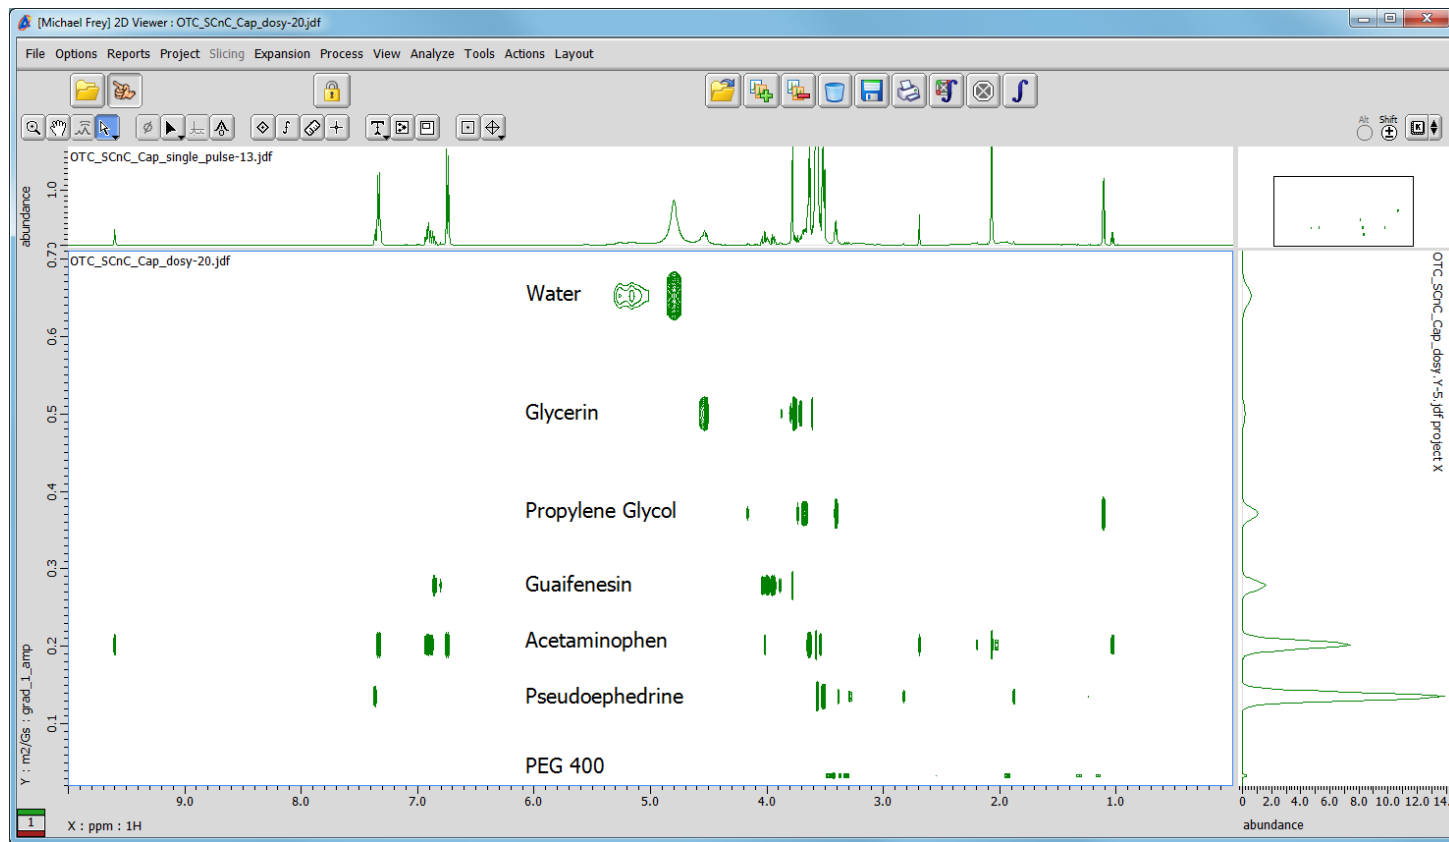 [Michael Frey] 2D Viewer : OTC_SCnC_Cap_dosy-20.jdf
File Options Reports Project Slicing Expansion Process View Analyze Tools Actions Layout
Alt Shift
OTC_SCnC_Cap_single_pulse-13.jdf
abundance
1.0
0
OTC_SCnC_Cap_dosy-20.jdf
0.7
0.6
0.5
0.4
0.3
0.2
0.1
Y : m2/Gs : grad_1_amp
Water
Glycerin
Propylene Glycol
Guaifenesin
Acetaminophen
Pseudoephedrine
PEG 400
OTC_SCnC_Cap_dosy.Y-5.jdf project X
9.0 8.0 7.0 6.0 5.0 4.0 3.0 2.0 1.0
0 2.0 4.0 6.0 8.0 10.0 12.0 14.
1
X : ppm : 1H
abundance